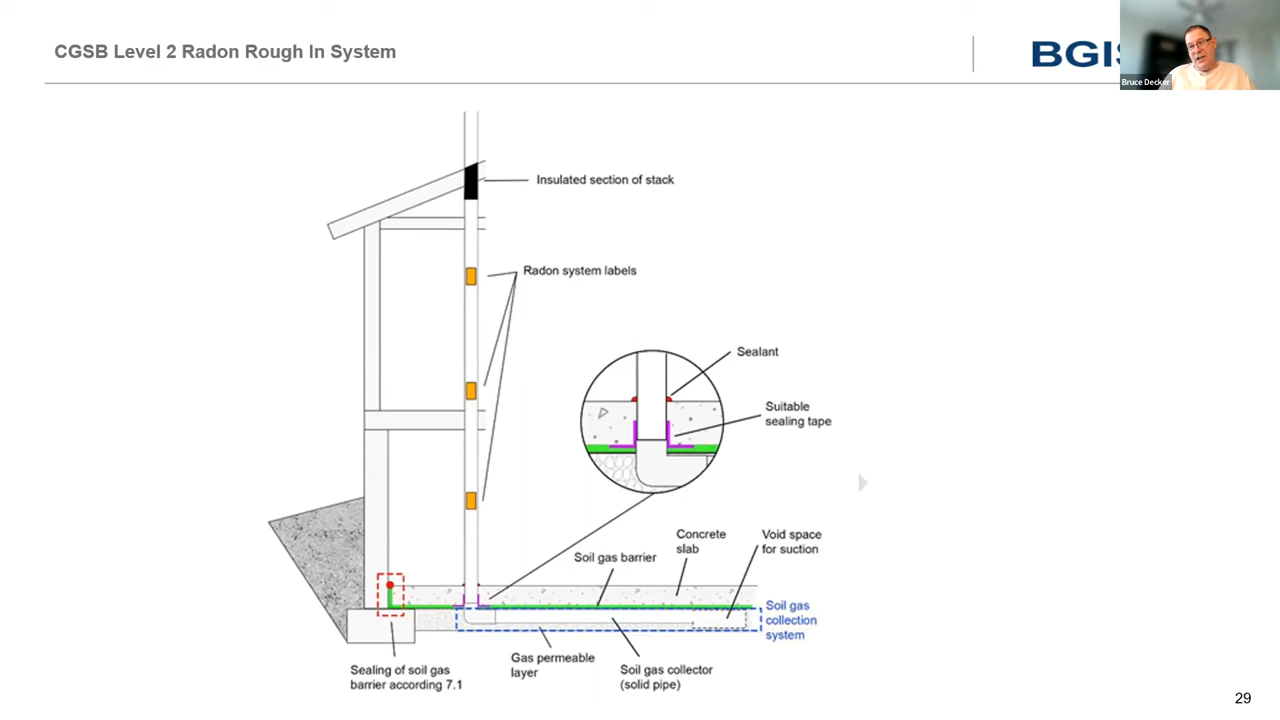 CGSB Level 2 Radon Rough In System
BGIS
Bruce Decker
Insulated section of stack
Radon system labels
Sealant
Suitable
sealing tape
Concrete
slab
Void space
for suction
Soil gas barrier
Soil gas
collection
system
Gas permeable
layer
Soil gas collector
(solid pipe)
Sealing of soil gas
barrier according 7.1
29